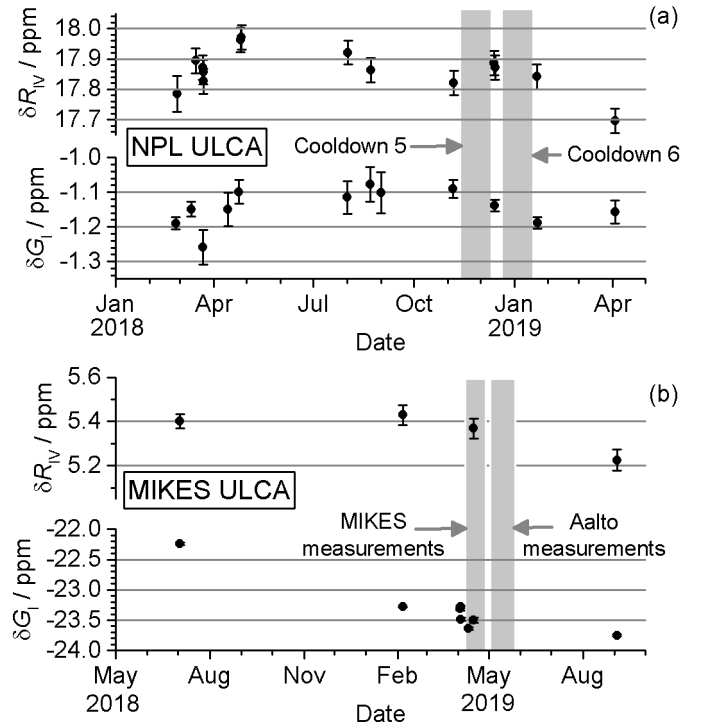 (a)
18.0
17.9
17.8
17.7
δR_IV / ppm
NPL ULCA
Cooldown 5
Cooldown 6
-1.0
-1.1
-1.2
-1.3
δG_I / ppm
Jan Apr Jul Oct Jan Apr
2018 2019
Date
(b)
5.6
5.4
5.2
δR_IV / ppm
MIKES ULCA
MIKES
measurements
Aalto
measurements
-22.0
-22.5
-23.0
-23.5
-24.0
δG_I / ppm
May Aug Nov Feb May Aug
2018 2019
Date